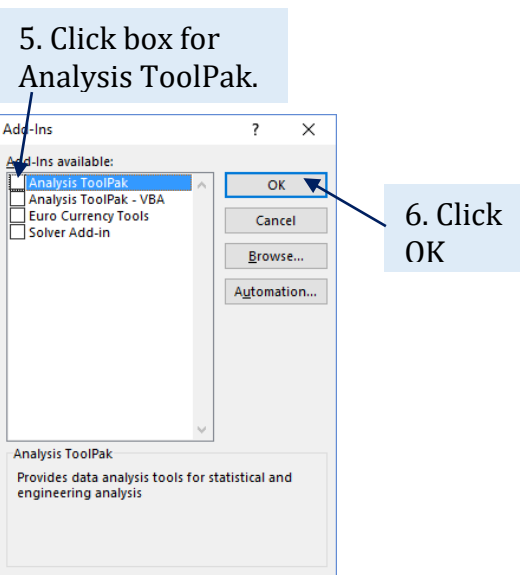 5. Click box for
Analysis ToolPak.
Add-Ins ? ×
Add-Ins available:
Analysis ToolPak
Analysis ToolPak - VBA
Euro Currency Tools
Solver Add-in
OK
Cancel
Browse...
Automation...
6. Click
OK
Analysis ToolPak
Provides data analysis tools for statistical and
engineering analysis